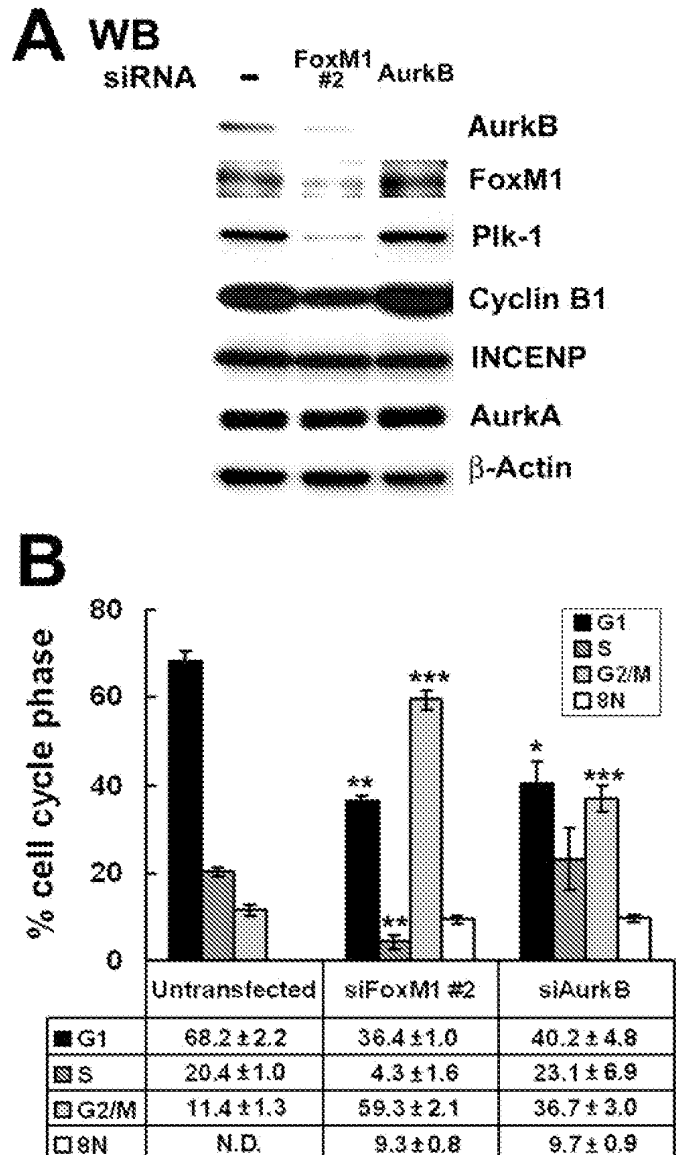 A WB
siRNA – FoxM1 #2 AurkB
AurkB
FoxM1
Plk-1
Cyclin B1
INCENP
AurkA
β-Actin
B
% cell cycle phase
80
60
40
20
0
G1
S
G2/M
8N
** ** ***
* ***
Untransfected siFoxM1 #2 siAurkB
G1 68.2±2.2 36.4±1.0 40.2±4.8
S 20.4±1.0 4.3±1.6 23.1±6.9
G2/M 11.4±1.3 59.3±2.1 36.7±3.0
8N N.D. 9.3±0.8 9.7±0.9